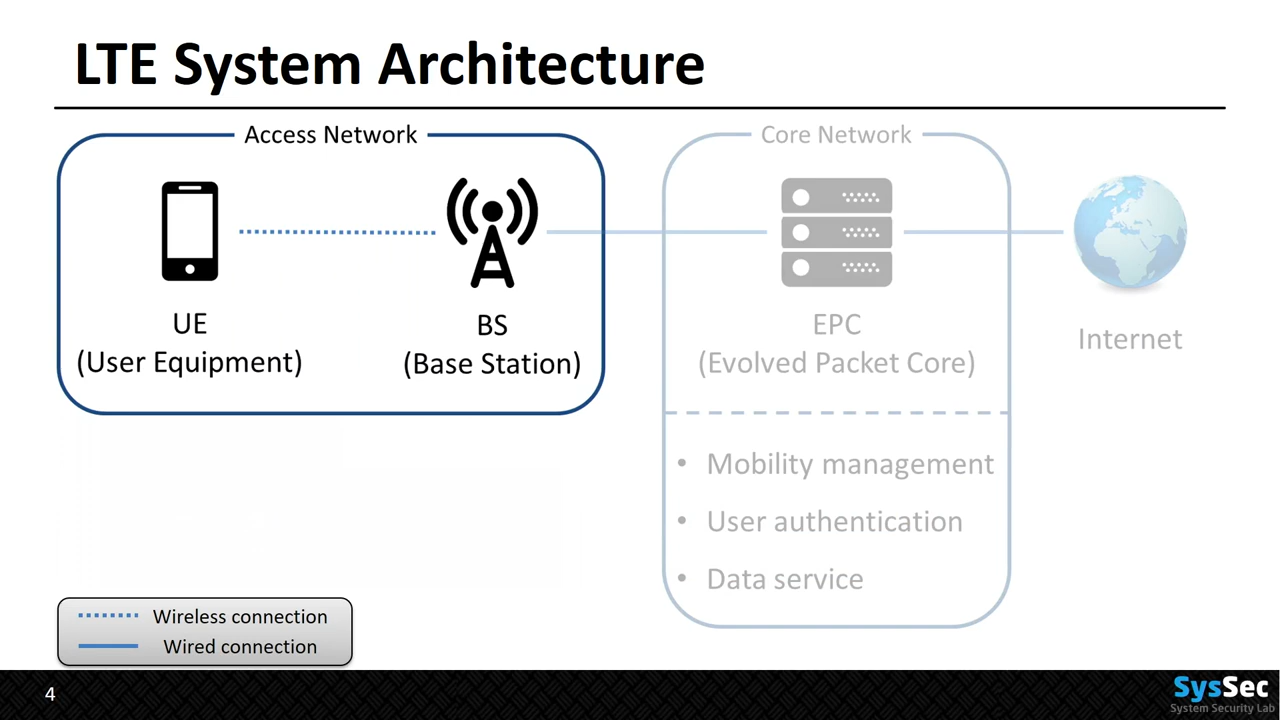 LTE System Architecture
Access Network
UE
(User Equipment)
BS
(Base Station)
Core Network
EPC
(Evolved Packet Core)
• Mobility management
• User authentication
• Data service
Internet
Wireless connection
Wired connection
4
SysSec
System Security Lab